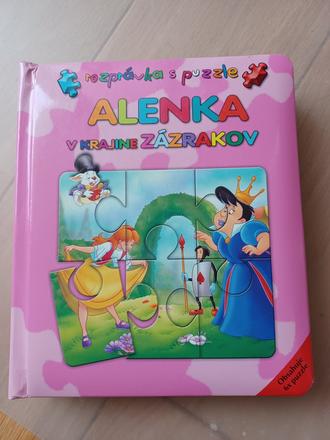 rozprávka s puzzle
ALENKA
V KRAJINE ZÁZRAKOV
Obsahuje
6x puzzle